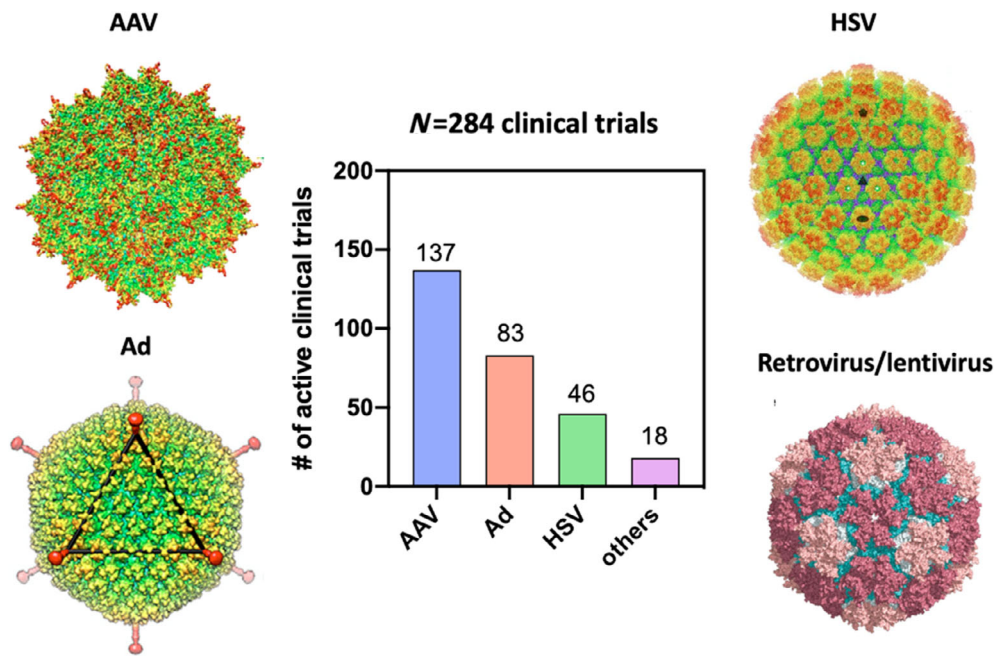 AAV
HSV
N=284 clinical trials
# of active clinical trials
200
150
100
50
0
137
83
46
18
AAV
Ad
HSV
others
Ad
Retrovirus/lentivirus